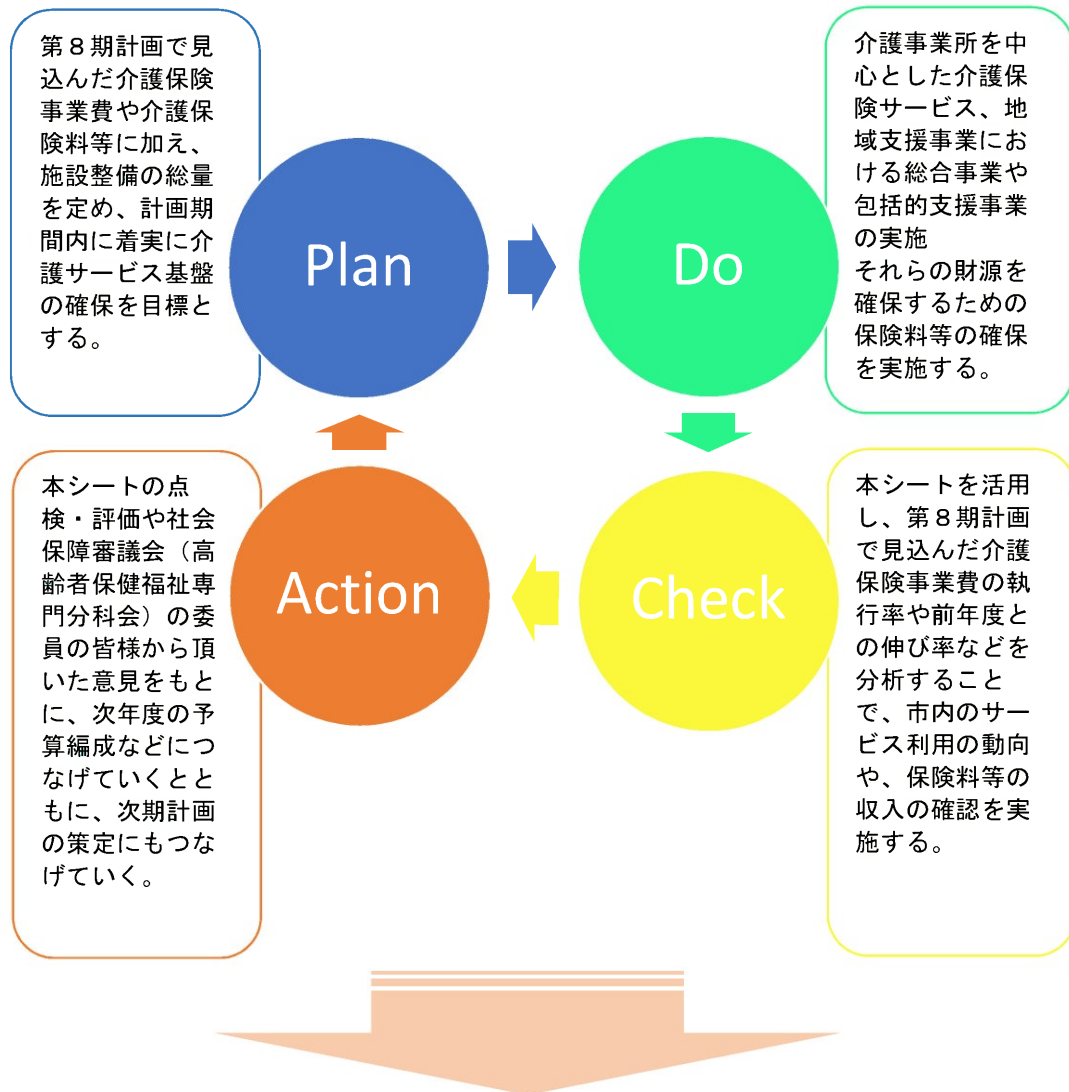 第８期計画で見
込んだ介護保険
事業費や介護保
険料等に加え、
施設整備の総量
を定め、計画期
間内に着実に介
護サービス基盤
の確保を目標と
する。
Plan
Do
介護事業所を中
心とした介護保
険サービス、地
域支援事業にお
ける総合事業や
包括的支援事業
の実施
それらの財源を
確保するための
保険料等の確保
を実施する。
本シートの点
検・評価や社会
保障審議会（高
齢者保健福祉専
門分科会）の委
員の皆様から頂
いた意見をもと
に、次年度の予
算編成などにつ
なげていくとと
もに、次期計画
の策定にもつな
げていく。
Action
Check
本シートを活用
し、第８期計画
で見込んだ介護
保険事業費の執
行率や前年度と
の伸び率などを
分析すること
で、市内のサー
ビス利用の動向
や、保険料等の
収入の確認を実
施する。